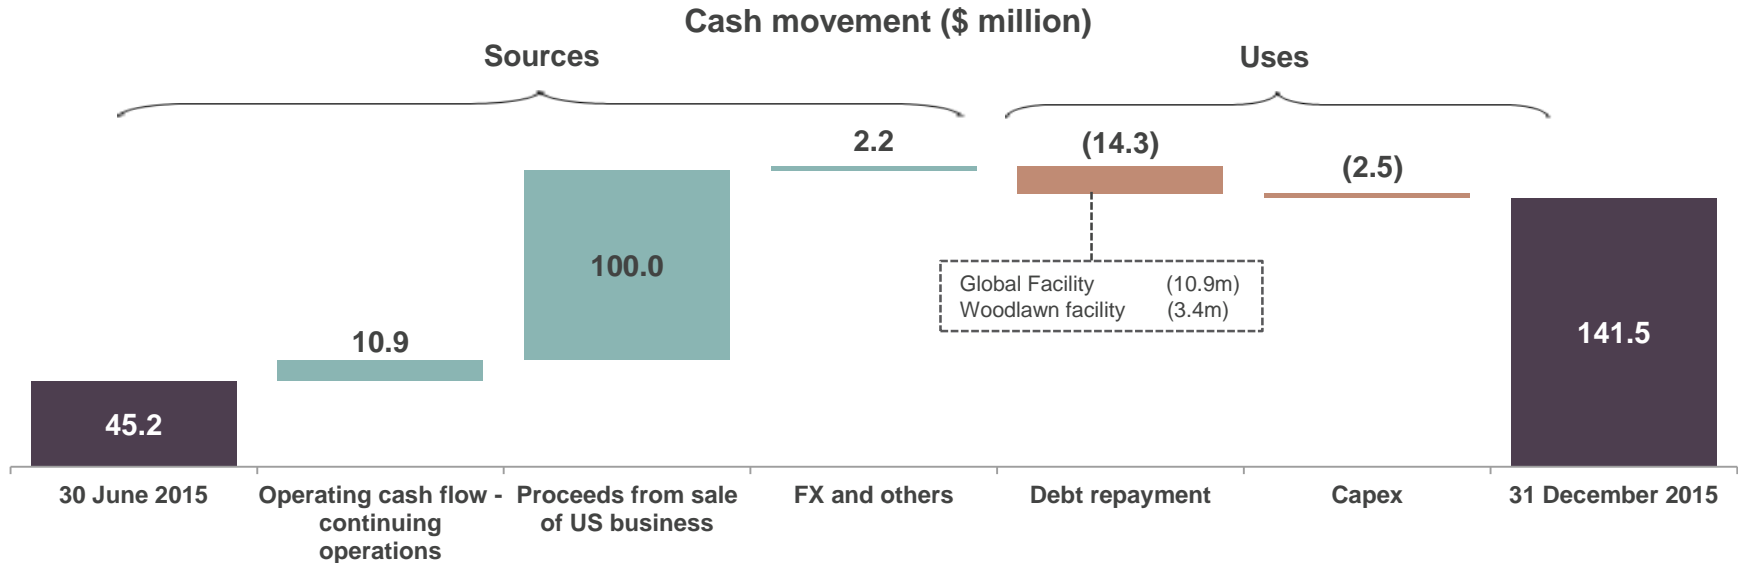 Cash movement ($ million)
Sources
Uses
2.2
(14.3)
(2.5)
100.0
Global Facility (10.9m)
Woodlawn facility (3.4m)
10.9
141.5
45.2
30 June 2015
Operating cash flow -
continuing
operations
Proceeds from sale
of US business
FX and others
Debt repayment
Capex
31 December 2015